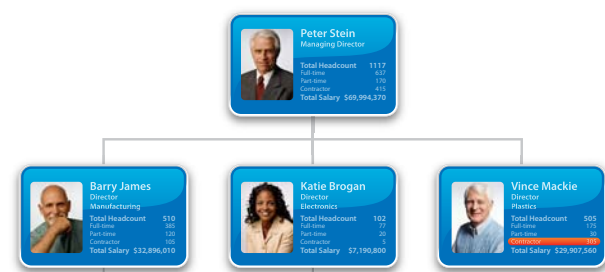 Peter Stein
Managing Director
Total Headcount 1117
Full-time 637
Part-time 170
Contractor 415
Total Salary $69,994,370
Barry James
Director
Manufacturing
Total Headcount 510
Full-time 385
Part-time 120
Contractor 105
Total Salary $32,896,010
Katie Brogan
Director
Electronics
Total Headcount 102
Full-time 77
Part-time 20
Contractor 5
Total Salary $7,190,800
Vince Mackie
Director
Plastics
Total Headcount 505
Full-time 175
Part-time 30
Contractor 305
Total Salary $29,907,560